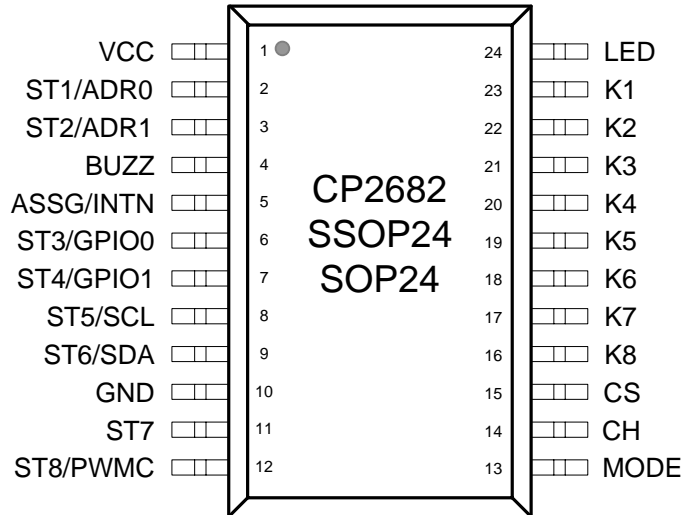 VCC 1 24 LED
ST1/ADR0 2 23 K1
ST2/ADR1 3 22 K2
BUZZ 4 21 K3
ASSG/INTN 5 20 K4
ST3/GPIO0 6 19 K5
ST4/GPIO1 7 18 K6
ST5/SCL 8 17 K7
ST6/SDA 9 16 K8
GND 10 15 CS
ST7 11 14 CH
ST8/PWMC 12 13 MODE
CP2682
SSOP24
SOP24